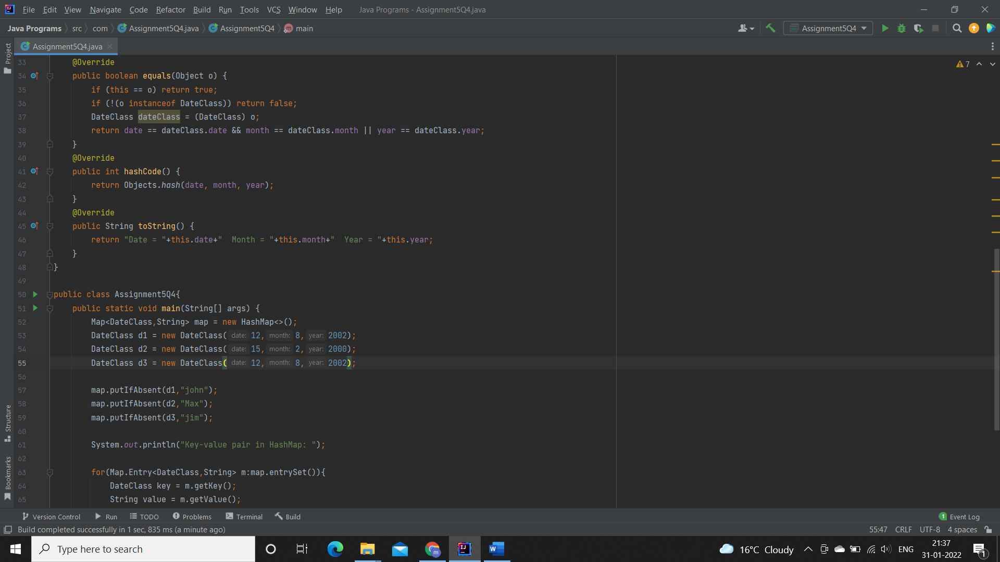 File Edit View Navigate Code Refactor Build Run Tools VCS Window Help Java Programs - Assignment5Q4.java
Java Programs src com Assignment5Q4.java Assignment5Q4 main Assignment5Q4
Project
Assignment5Q4.java
7
33 @Override
34 public boolean equals(Object o) {
35 if (this == o) return true;
36 if (!(o instanceof DateClass)) return false;
37 DateClass dateClass = (DateClass) o;
38 return date == dateClass.date && month == dateClass.month || year == dateClass.year;
39 }
40 @Override
41 public int hashCode() {
42 return Objects.hash(date, month, year);
43 }
44 @Override
45 public String toString() {
46 return "Date = "+this.date+"  Month = "+this.month+"  Year = "+this.year;
47 }
48 }
49
50 public class Assignment5Q4{
51 public static void main(String[] args) {
52 Map<DateClass,String> map = new HashMap<>();
53 DateClass d1 = new DateClass( date: 12, month: 8, year: 2002);
54 DateClass d2 = new DateClass( date: 15, month: 2, year: 2000);
55 DateClass d3 = new DateClass( date: 12, month: 8, year: 2002);
56
57 map.putIfAbsent(d1,"john");
58 map.putIfAbsent(d2,"Max");
59 map.putIfAbsent(d3,"jim");
60
61 System.out.println("Key-value pair in HashMap: ");
62
63 for(Map.Entry<DateClass,String> m:map.entrySet()){
64 DateClass key = m.getKey();
65 String value = m.getValue();
Structure
Bookmarks
Version Control Run TODO Problems Terminal Build 1 Event Log
Build completed successfully in 1 sec, 835 ms (a minute ago) 55:47 CRLF UTF-8 4 spaces
Type here to search 16°C Cloudy ENG 21:37
31-01-2022 1